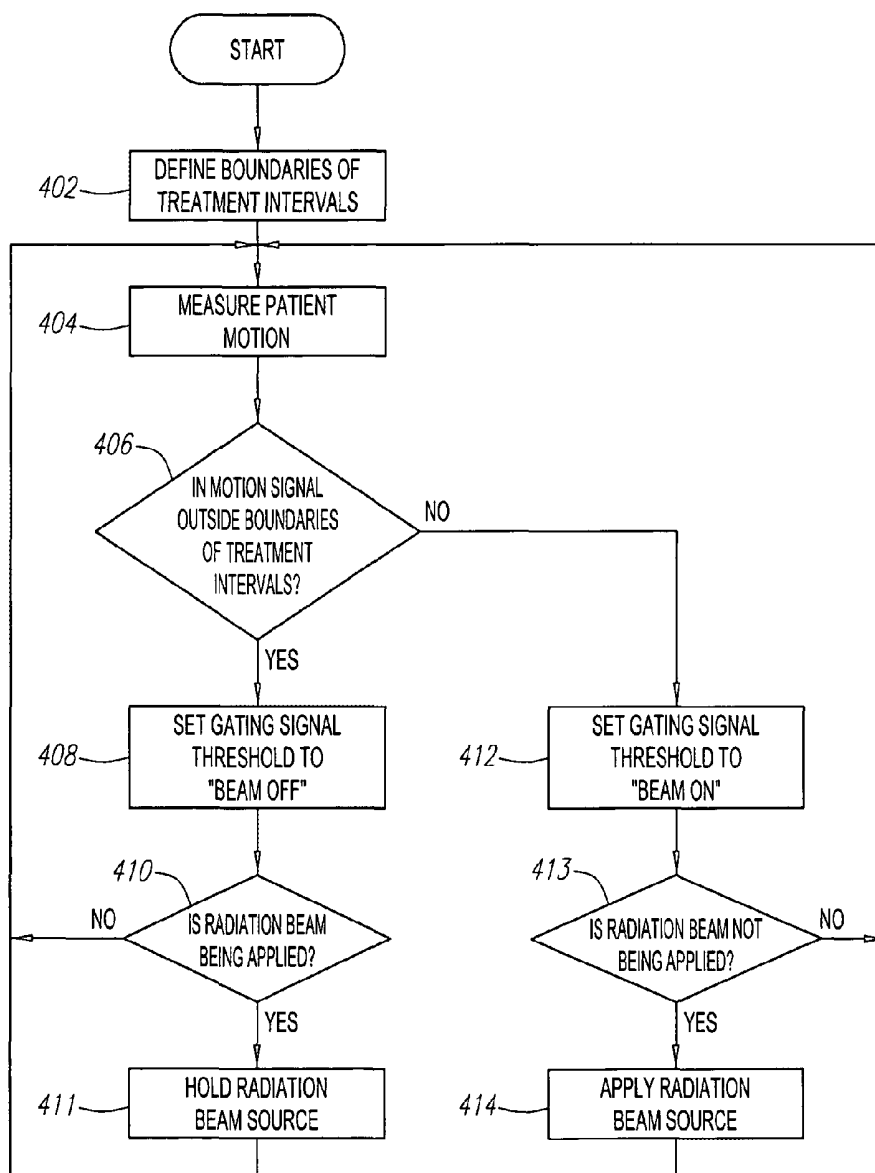 START
402
DEFINE BOUNDARIES OF
TREATMENT INTERVALS
404
MEASURE PATIENT
MOTION
406
IN MOTION SIGNAL
OUTSIDE BOUNDARIES
OF TREATMENT
INTERVALS?
NO
YES
408
SET GATING SIGNAL
THRESHOLD TO
"BEAM OFF"
412
SET GATING SIGNAL
THRESHOLD TO
"BEAM ON"
410
NO
IS RADIATION BEAM
BEING APPLIED?
YES
413
IS RADIATION BEAM NOT
BEING APPLIED?
NO
YES
411
HOLD RADIATION
BEAM SOURCE
414
APPLY RADIATION
BEAM SOURCE